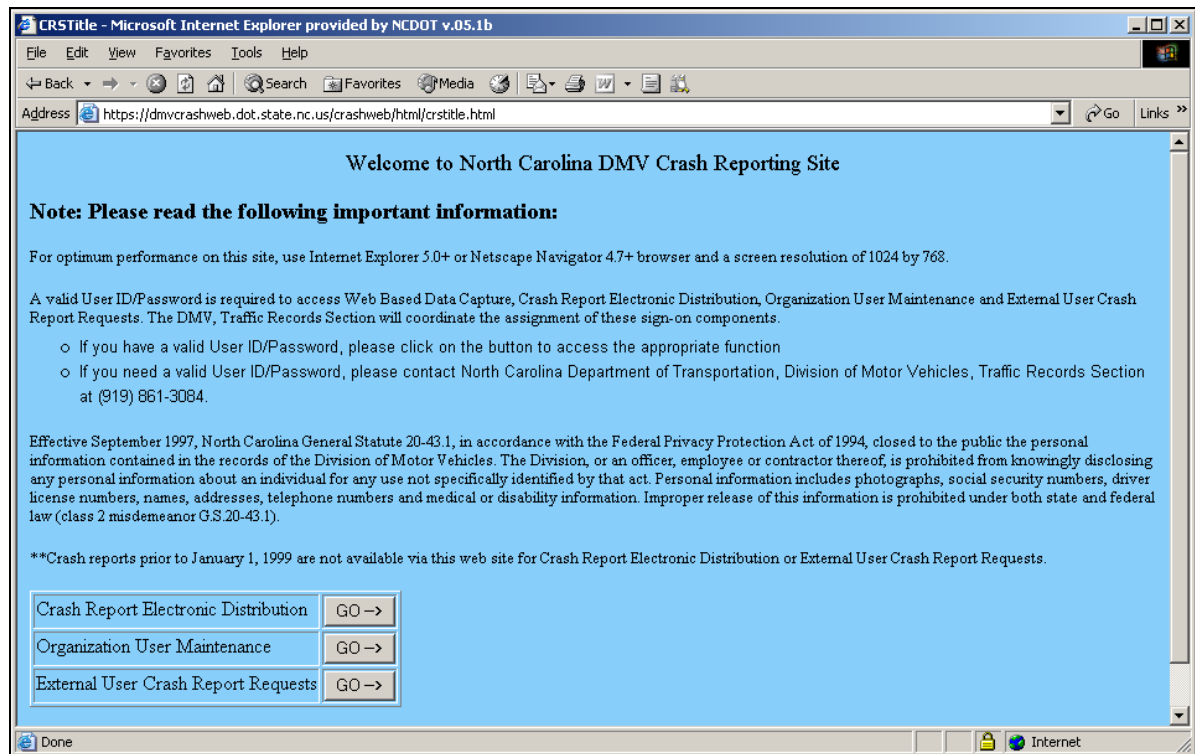 CRSTitle - Microsoft Internet Explorer provided by NCDOT v.05.1b
File Edit View Favorites Tools Help
Back Search Favorites Media
Address https://dmvcrashweb.dot.state.nc.us/crashweb/html/crstitle.html Go Links »
Welcome to North Carolina DMV Crash Reporting Site
Note: Please read the following important information:
For optimum performance on this site, use Internet Explorer 5.0+ or Netscape Navigator 4.7+ browser and a screen resolution of 1024 by 768.
A valid User ID/Password is required to access Web Based Data Capture, Crash Report Electronic Distribution, Organization User Maintenance and External User Crash
Report Requests. The DMV, Traffic Records Section will coordinate the assignment of these sign-on components.
o If you have a valid User ID/Password, please click on the button to access the appropriate function
o If you need a valid User ID/Password, please contact North Carolina Department of Transportation, Division of Motor Vehicles, Traffic Records Section
at (919) 861-3084.
Effective September 1997, North Carolina General Statute 20-43.1, in accordance with the Federal Privacy Protection Act of 1994, closed to the public the personal
information contained in the records of the Division of Motor Vehicles. The Division, or an officer, employee or contractor thereof, is prohibited from knowingly disclosing
any personal information about an individual for any use not specifically identified by that act. Personal information includes photographs, social security numbers, driver
license numbers, names, addresses, telephone numbers and medical or disability information. Improper release of this information is prohibited under both state and federal
law (class 2 misdemeanor G.S.20-43.1).
**Crash reports prior to January 1, 1999 are not available via this web site for Crash Report Electronic Distribution or External User Crash Report Requests.
Crash Report Electronic Distribution GO -->
Organization User Maintenance GO -->
External User Crash Report Requests GO -->
Done Internet